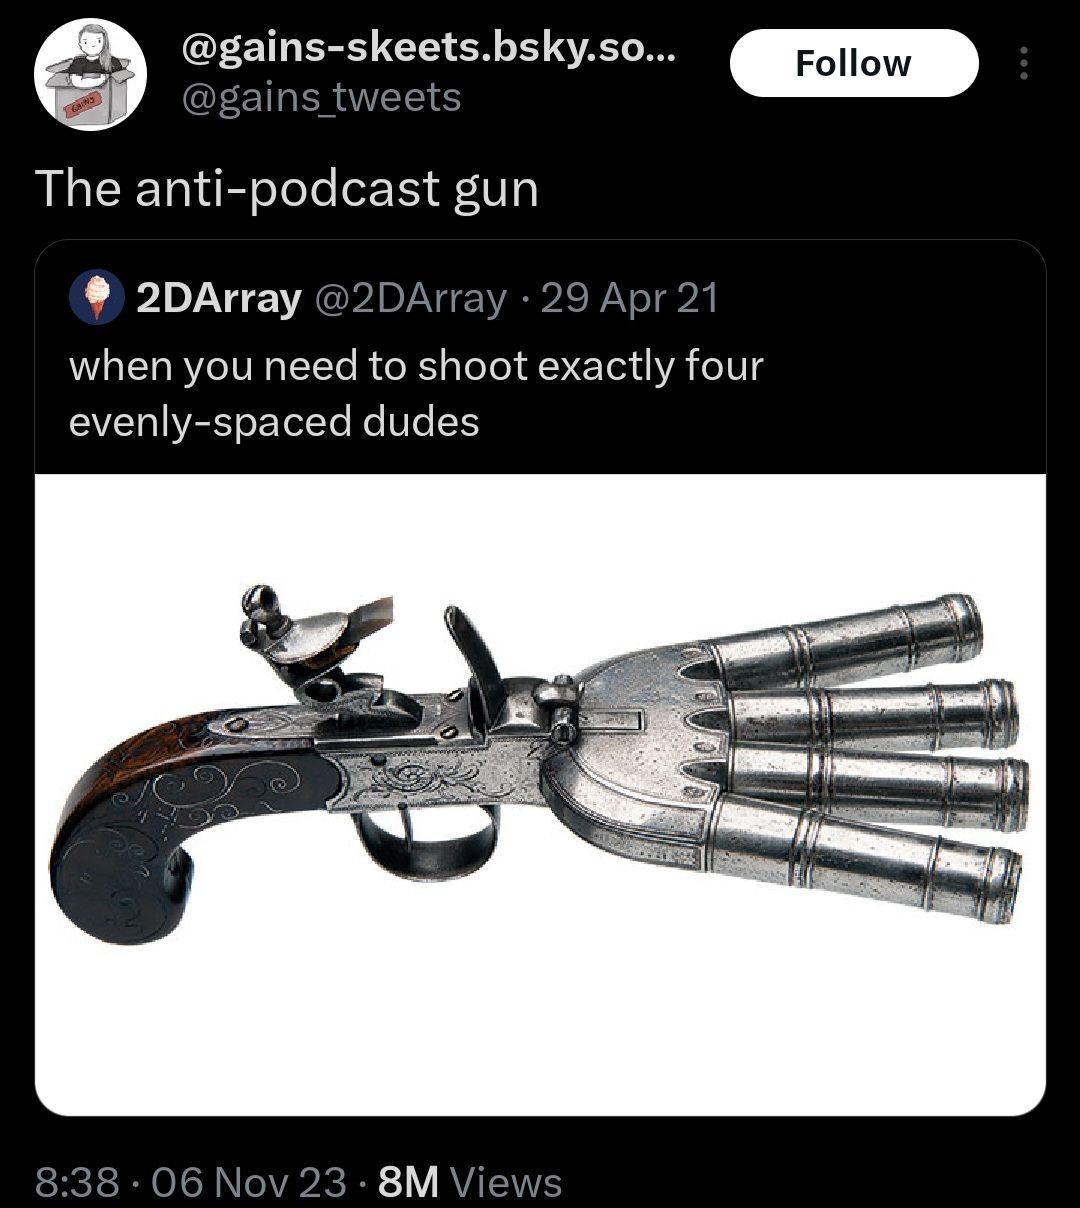 @gains-skeets.bsky.so...
@gains_tweets
Follow
The anti-podcast gun
2DArray @2DArray · 29 Apr 21
when you need to shoot exactly four
evenly-spaced dudes
8:38 · 06 Nov 23 · 8M Views
GAINS